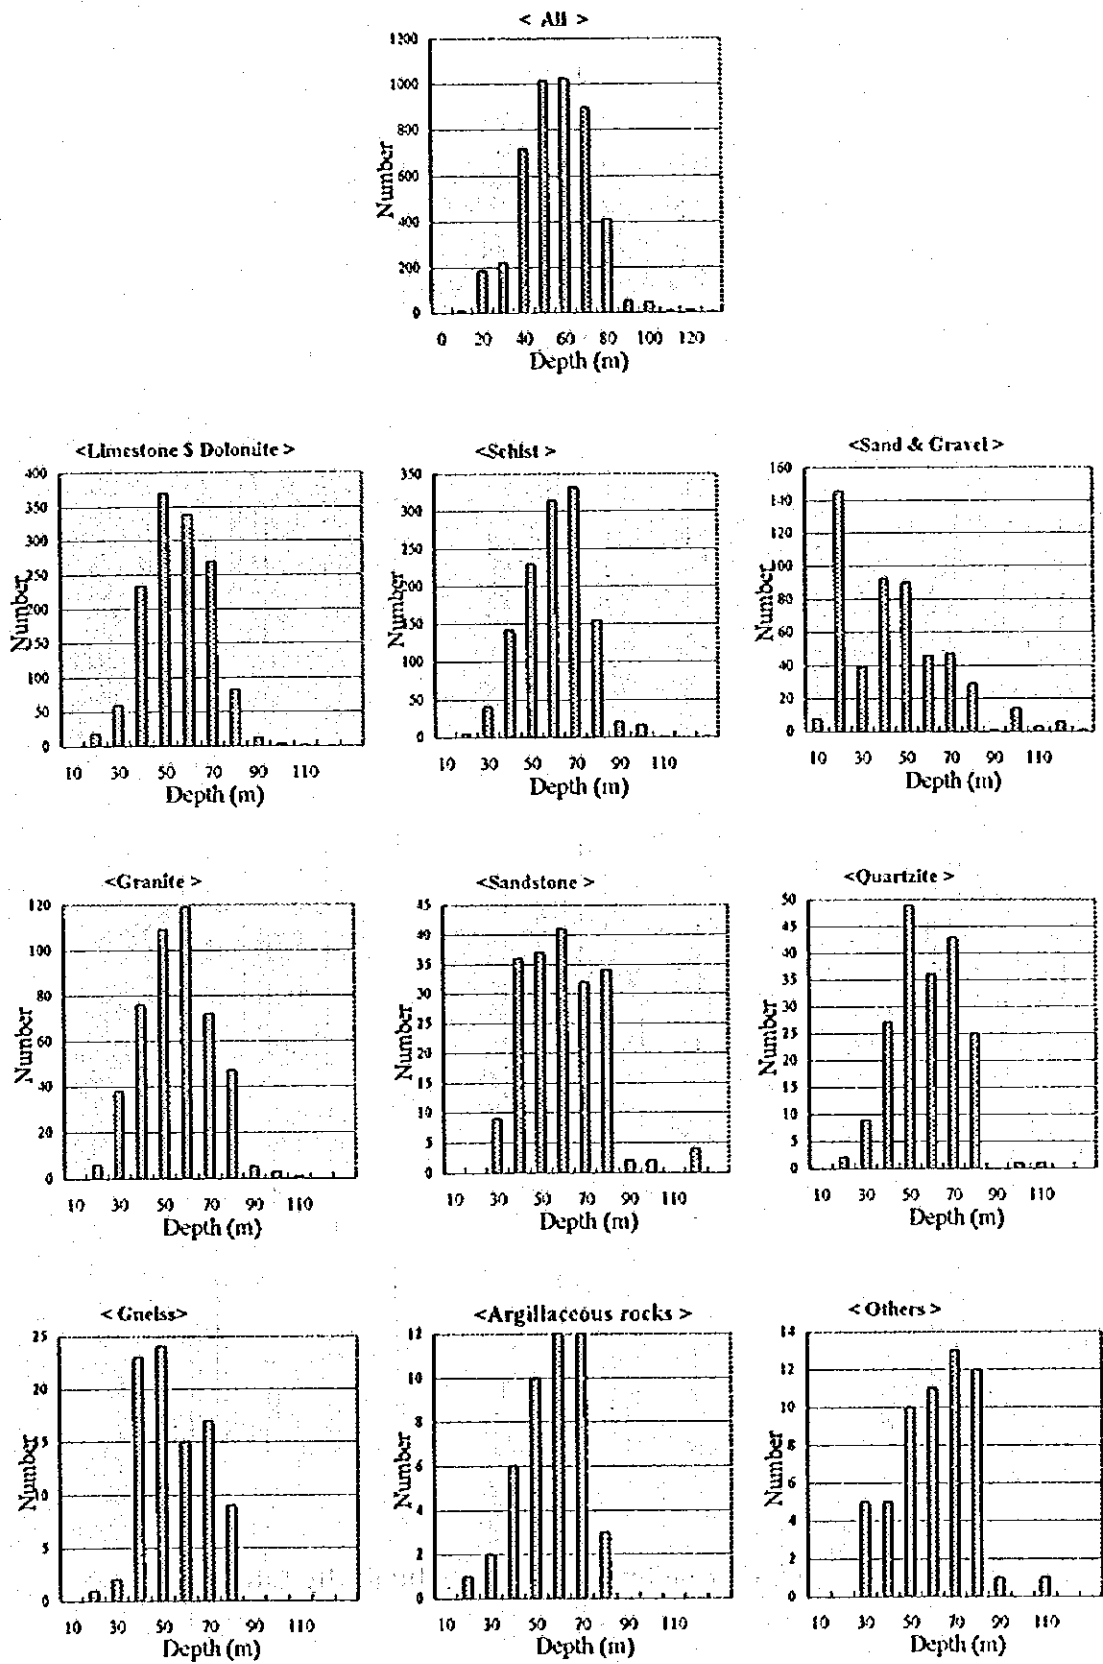 < All >
1200
1000
800
600
400
200
0
Number
0 20 40 60 80 100 120
Depth (m)
<Limestone $ Dolomite >
400
350
300
250
200
150
100
50
0
Number
10 30 50 70 90 110
Depth (m)
<Schist >
350
300
250
200
150
100
50
0
Number
10 30 50 70 90 110
Depth (m)
<Sand & Gravel>
160
140
120
100
80
60
40
20
0
Number
10 30 50 70 90 110
Depth (m)
<Granite >
120
100
80
60
40
20
0
Number
10 30 50 70 90 110
Depth (m)
<Sandstone >
45
40
35
30
25
20
15
10
5
0
Number
10 30 50 70 90 110
Depth (m)
<Quartzite >
50
45
40
35
30
25
20
15
10
5
0
Number
10 30 50 70 90 110
Depth (m)
< Gneiss>
25
20
15
10
5
0
Number
10 30 50 70 90 110
Depth (m)
<Argillaceous rocks >
12
10
8
6
4
2
0
Number
10 30 50 70 90 110
Depth (m)
< Others >
14
12
10
8
6
4
2
0
Number
10 30 50 70 90 110
Depth (m)